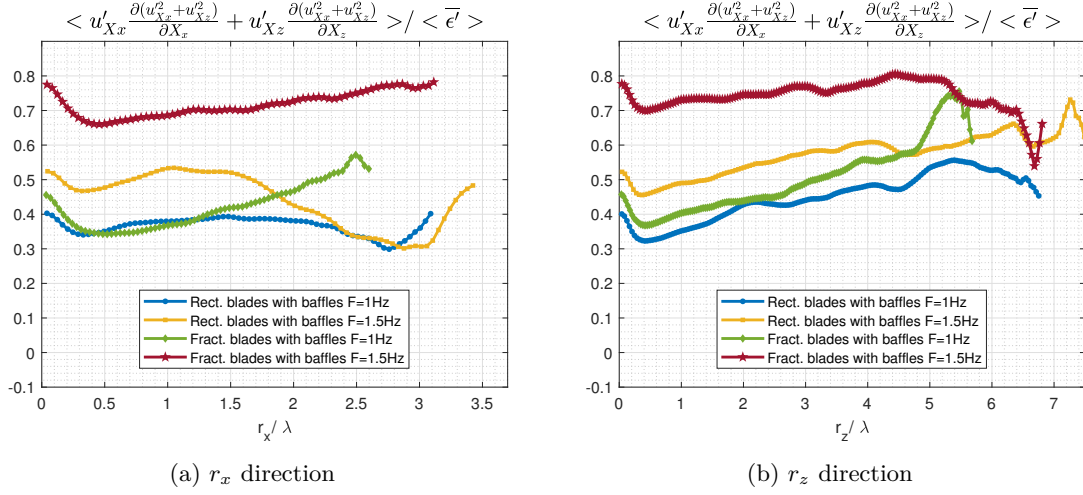 < u′_{Xx} ∂(u′²_{Xx}+u′²_{Xz})/∂X_x + u′_{Xz} ∂(u′²_{Xx}+u′²_{Xz})/∂X_z > / < \overline{ϵ′} >
0.8
0.7
0.6
0.5
0.4
0.3
0.2
0.1
0
-0.1
Rect. blades with baffles F=1Hz
Rect. blades with baffles F=1.5Hz
Fract. blades with baffles F=1Hz
Fract. blades with baffles F=1.5Hz
0 0.5 1 1.5 2 2.5 3 3.5
r_x/ λ
(a) r_x direction
< u′_{Xx} ∂(u′²_{Xx}+u′²_{Xz})/∂X_x + u′_{Xz} ∂(u′²_{Xx}+u′²_{Xz})/∂X_z > / < \overline{ϵ′} >
0.8
0.7
0.6
0.5
0.4
0.3
0.2
0.1
0
-0.1
Rect. blades with baffles F=1Hz
Rect. blades with baffles F=1.5Hz
Fract. blades with baffles F=1Hz
Fract. blades with baffles F=1.5Hz
0 1 2 3 4 5 6 7
r_z/ λ
(b) r_z direction